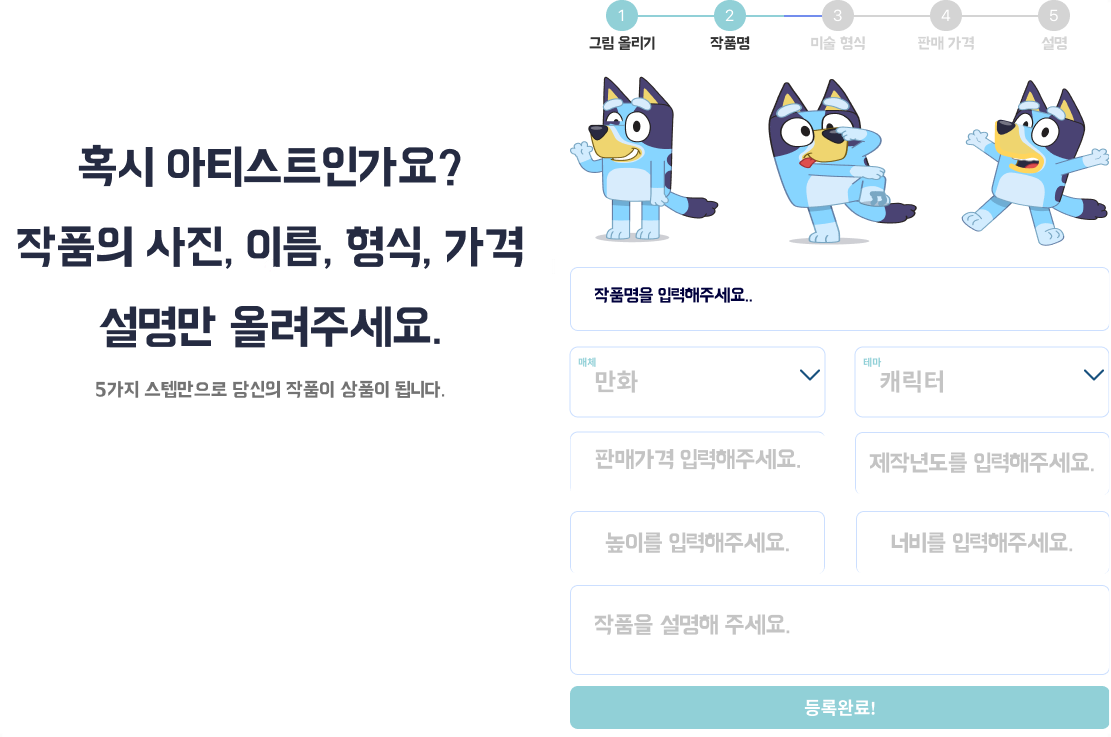 혹시 아티스트인가요?
작품의 사진, 이름, 형식, 가격
설명만 올려주세요.
5가지 스텝만으로 당신의 작품이 상품이 됩니다.
1 2 3 4 5
그림 올리기 작품명 미술 형식 판매 가격 설명
작품명을 입력해주세요..
매체 테마
만화 캐릭터
판매가격 입력해주세요. 제작년도를 입력해주세요.
높이를 입력해주세요. 너비를 입력해주세요.
작품을 설명해 주세요.
등록완료!